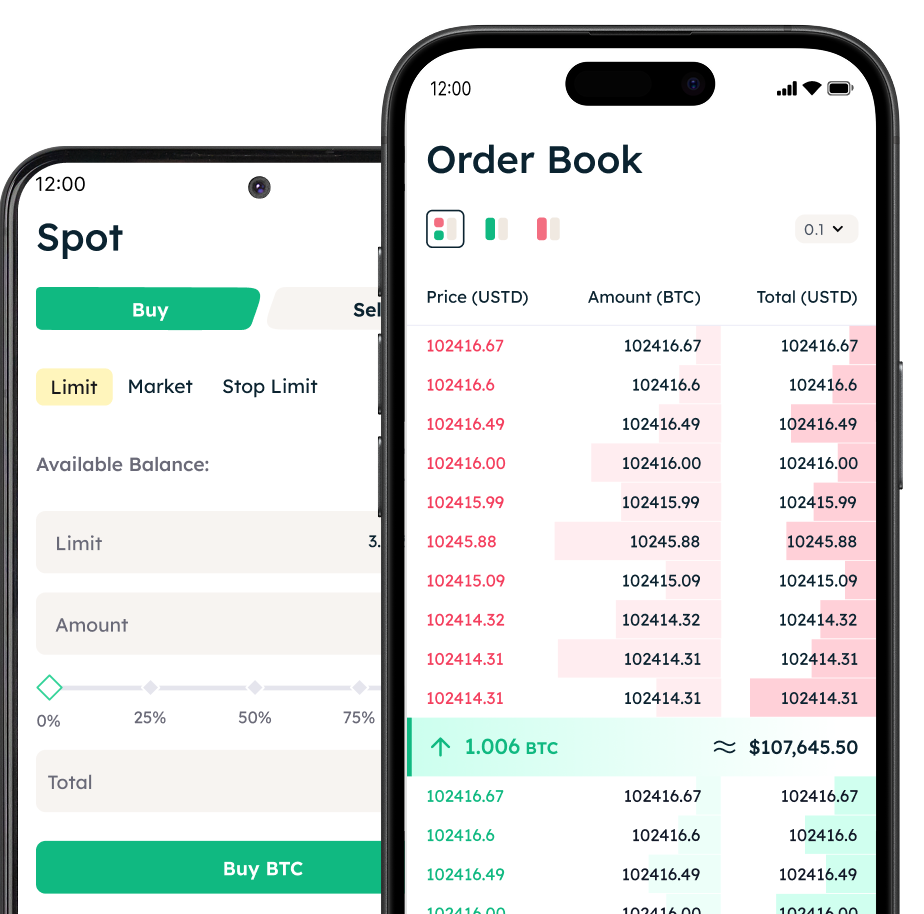 12:00
Spot
Buy
Sel
Limit Market Stop Limit
Available Balance:
Limit 3.
Amount
0% 25% 50% 75%
Total
Buy BTC
12:00
Order Book
0.1
Price (USTD) Amount (BTC) Total (USTD)
102416.67 102416.67 102416.67
102416.6 102416.6 102416.6
102416.49 102416.49 102416.49
102416.00 102416.00 102416.00
102415.99 102415.99 102415.99
10245.88 10245.88 10245.88
102415.09 102415.09 102415.09
102414.32 102414.32 102414.32
102414.31 102414.31 102414.31
102414.31 102414.31 102414.31
↑ 1.006 BTC ≈ $107,645.50
102416.67 102416.67 102416.67
102416.6 102416.6 102416.6
102416.49 102416.49 102416.49
102416.00 102416.00 102416.00